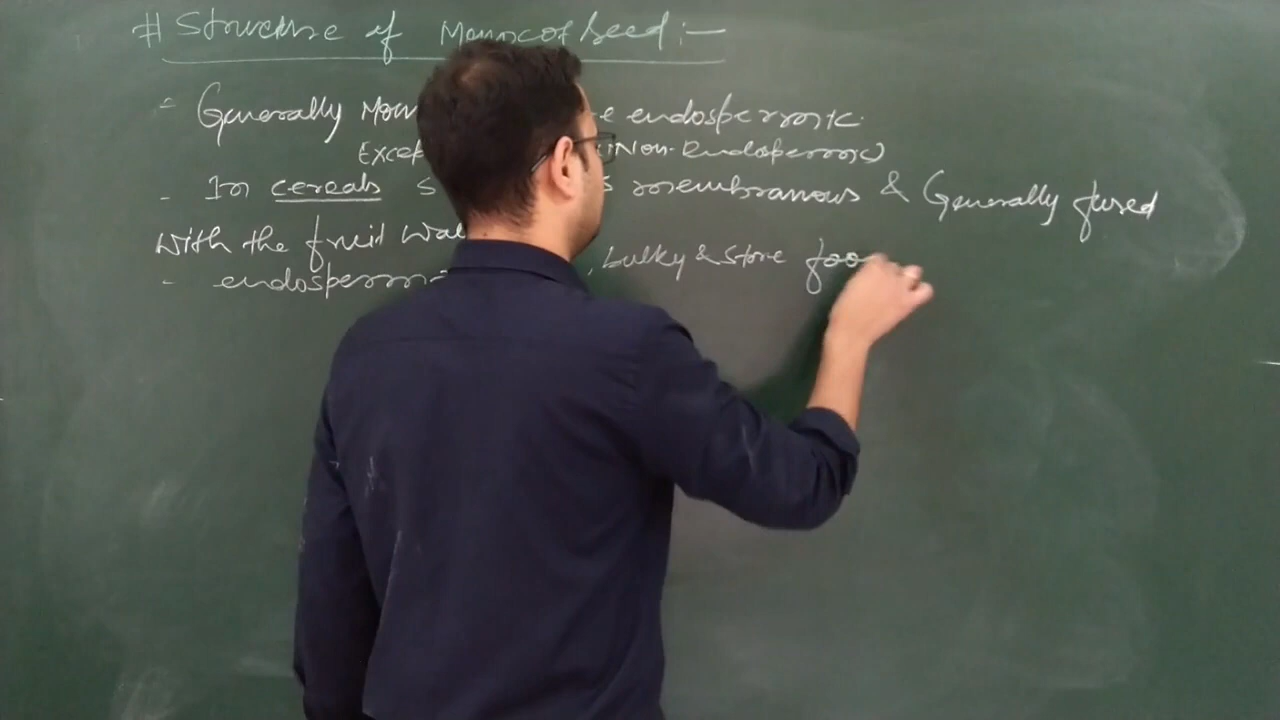 # Structure of Monocot Seed :-
- Generally Mon e endospermic.
Excep (Non-Endospermic)
- In cereals s s membranous & Generally fused
with the fruit wal
- endosperm , bulky & store foo